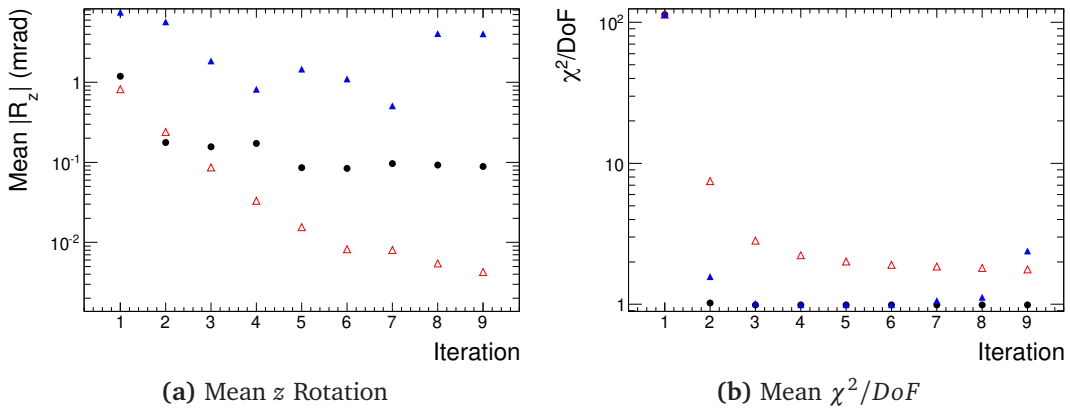 Mean |R_z| (mrad)
1
10⁻¹
10⁻²
1 2 3 4 5 6 7 8 9
Iteration
(a) Mean z Rotation
χ²/DoF
10²
10
1
1 2 3 4 5 6 7 8 9
Iteration
(b) Mean χ²/DoF